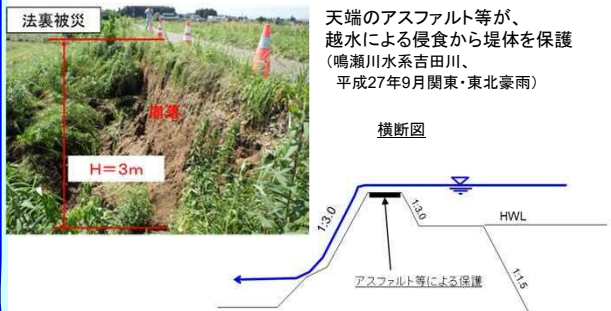 法裏被災
崩落
H=3m
天端のアスファルト等が、
越水による侵食から堤体を保護
(鳴瀬川水系吉田川、
平成27年9月関東・東北豪雨)
横断図
1:3.0
1:3.0
HWL
1:1.5
アスファルト等による保護